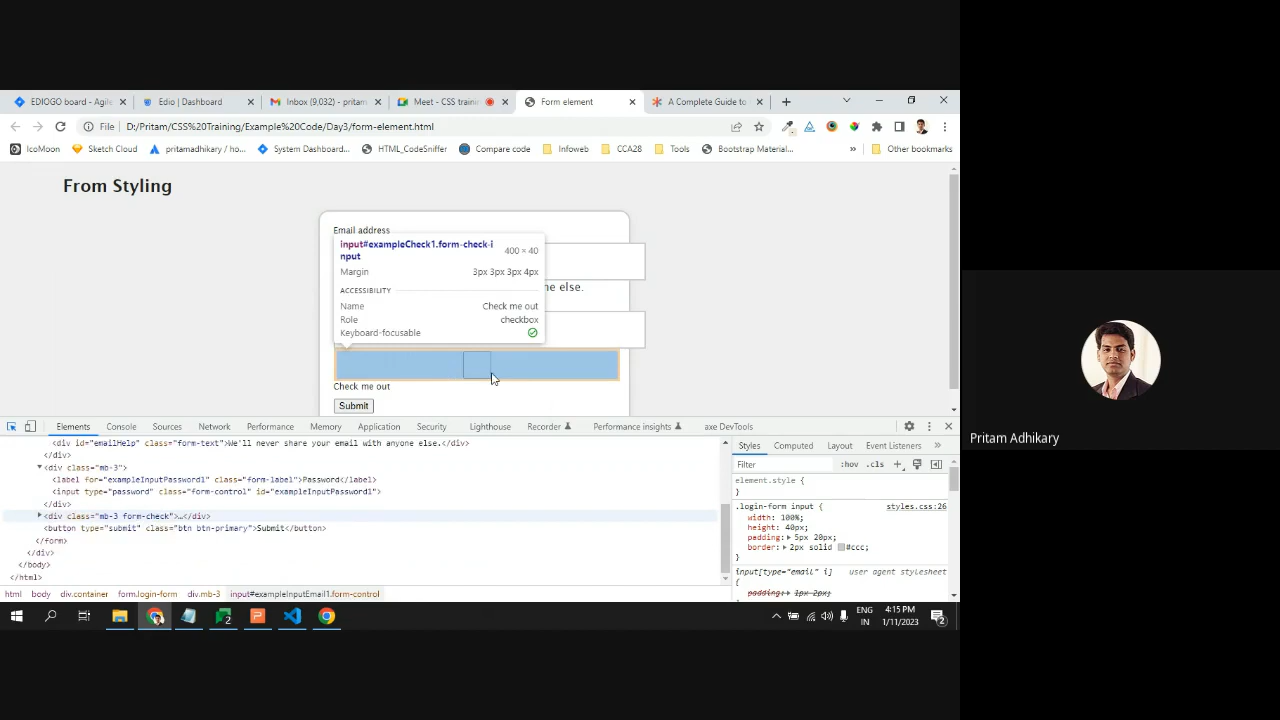 EDIOGO board - Agil
Edio | Dashboard
Inbox (9,032) - pritam
Meet - CSS trainin
Form element
A Complete Guide to
File
D:/Pritam/CSS%20Training/Example%20Code/Day3/form-element.html
IcoMoon
Sketch Cloud
pritamadhikary / ho...
System Dashboard...
HTML_CodeSniffer
Compare code
Infoweb
CCA28
Tools
Bootstrap Material...
»
Other bookmarks
From Styling
Email address
input#exampleCheck1.form-check-i
nput
400 × 40
Margin
3px 3px 3px 4px
ACCESSIBILITY
ne else.
Name
Check me out
Role
checkbox
Keyboard-focusable
Check me out
Submit
Pritam Adhikary
Elements
Console
Sources
Network
Performance
Memory
Application
Security
Lighthouse
Recorder
Performance insights
axe DevTools
<div id="emailHelp" class="form-text">We'll never share your email with anyone else.</div>
</div>
<div class="mb-3">
<label for="exampleInputPassword1" class="form-label">Password</label>
<input type="password" class="form-control" id="exampleInputPassword1">
</div>
<div class="mb-3 form-check">…</div>
<button type="submit" class="btn btn-primary">Submit</button>
</form>
</div>
</body>
</html>
html
body
div.container
form.login-form
div.mb-3
input#exampleInputEmail1.form-control
Styles
Computed
Layout
Event Listeners
»
Filter
:hov
.cls
+
element.style {
}
.login-form input {
styles.css:26
width: 100%;
height: 40px;
padding: 5px 20px;
border: 2px solid #ccc;
}
input[type="email" i]
user agent stylesheet
{
padding: 1px 2px;
2
ENG
IN
4:15 PM
1/11/2023
2